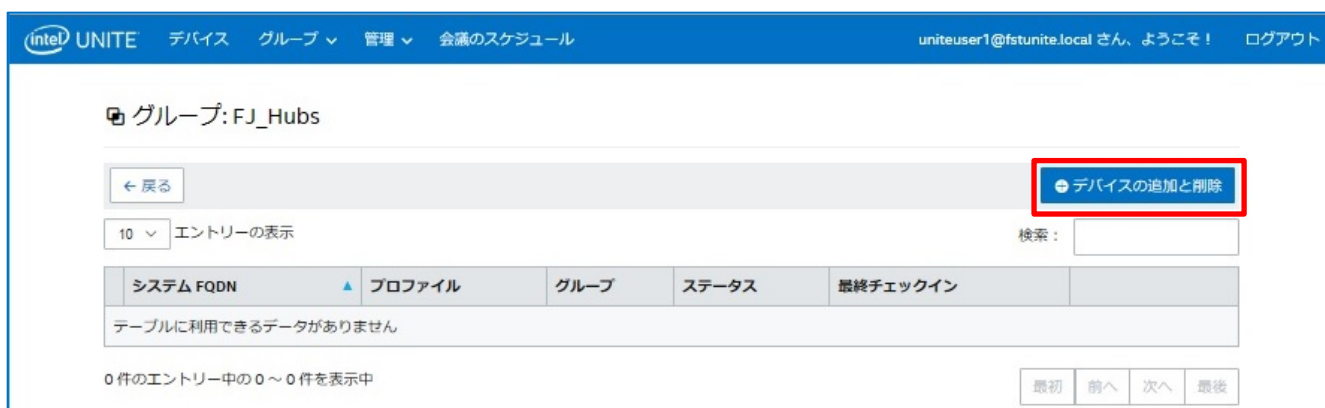 intel UNITE デバイス グループ 管理 会議のスケジュール uniteuser1@fstunite.local さん、ようこそ！ ログアウト
グループ: FJ_Hubs
← 戻る デバイスの追加と削除
10 エントリーの表示 検索：
システム FQDN ▲ プロファイル グループ ステータス 最終チェックイン
テーブルに利用できるデータがありません
0 件のエントリー中の 0 ～ 0 件を表示中 最初 前へ 次へ 最後